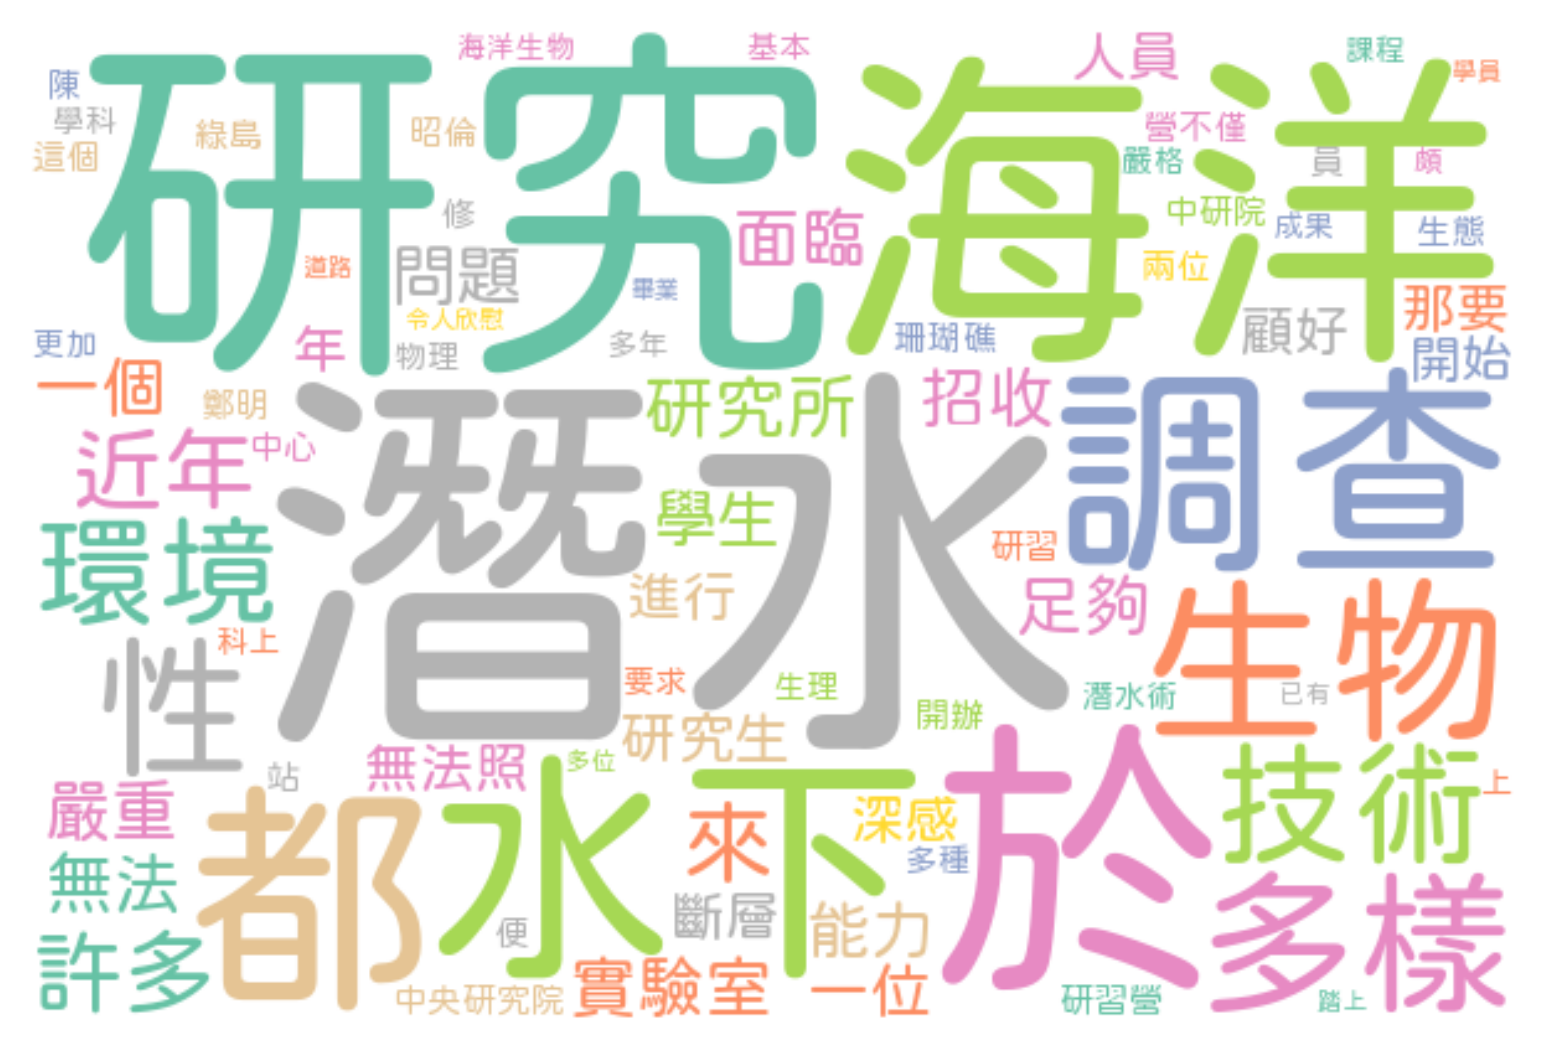 海洋生物
基本
人員
課程
陳
研究
海洋
學員
學科
綠島
昭倫
營不僅
這個
嚴格
員
頗
修
中研院
面臨
成果
生態
道路
問題
畢業
兩位
那要
令人欣慰
顧好
更加
年
物理
多年
珊瑚礁
開始
一個
鄭明
潛水
研究所
招收
調查
近年
中心
學生
環境
研習
進行
足夠
生物
性
科上
要求
生理
潛水術
已有
研究生
開辦
無法照
多位
站
嚴重
都
水下
來
深感
於
技術
上
無法
多種
斷層
能力
多樣
便
許多
中央研究院
實驗室
一位
研習營
踏上